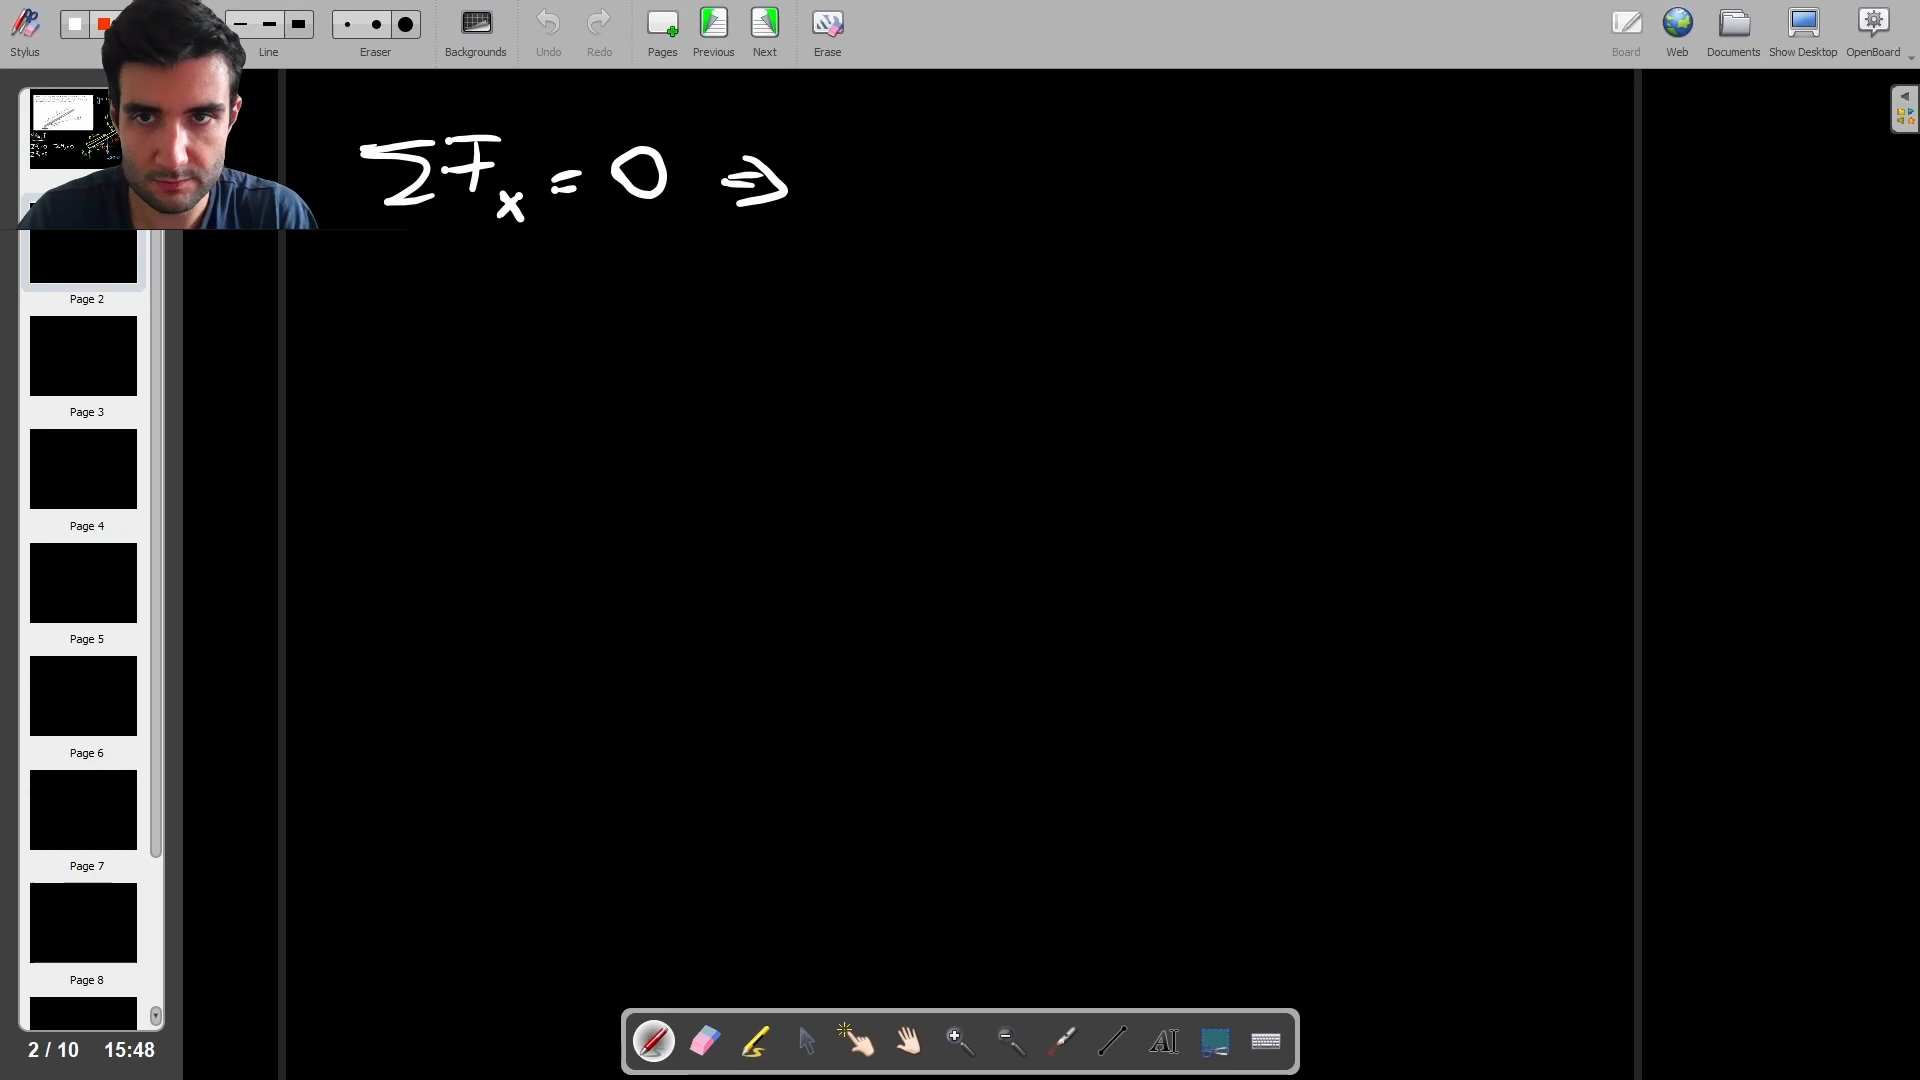 Stylus
Line
Eraser
Backgrounds
Undo
Redo
Pages
Previous
Next
Erase
Board
Web
Documents
Show Desktop
OpenBoard
ΣFₓ = 0 ⇒
Page 2
Page 3
Page 4
Page 5
Page 6
Page 7
Page 8
2 / 10 15:48